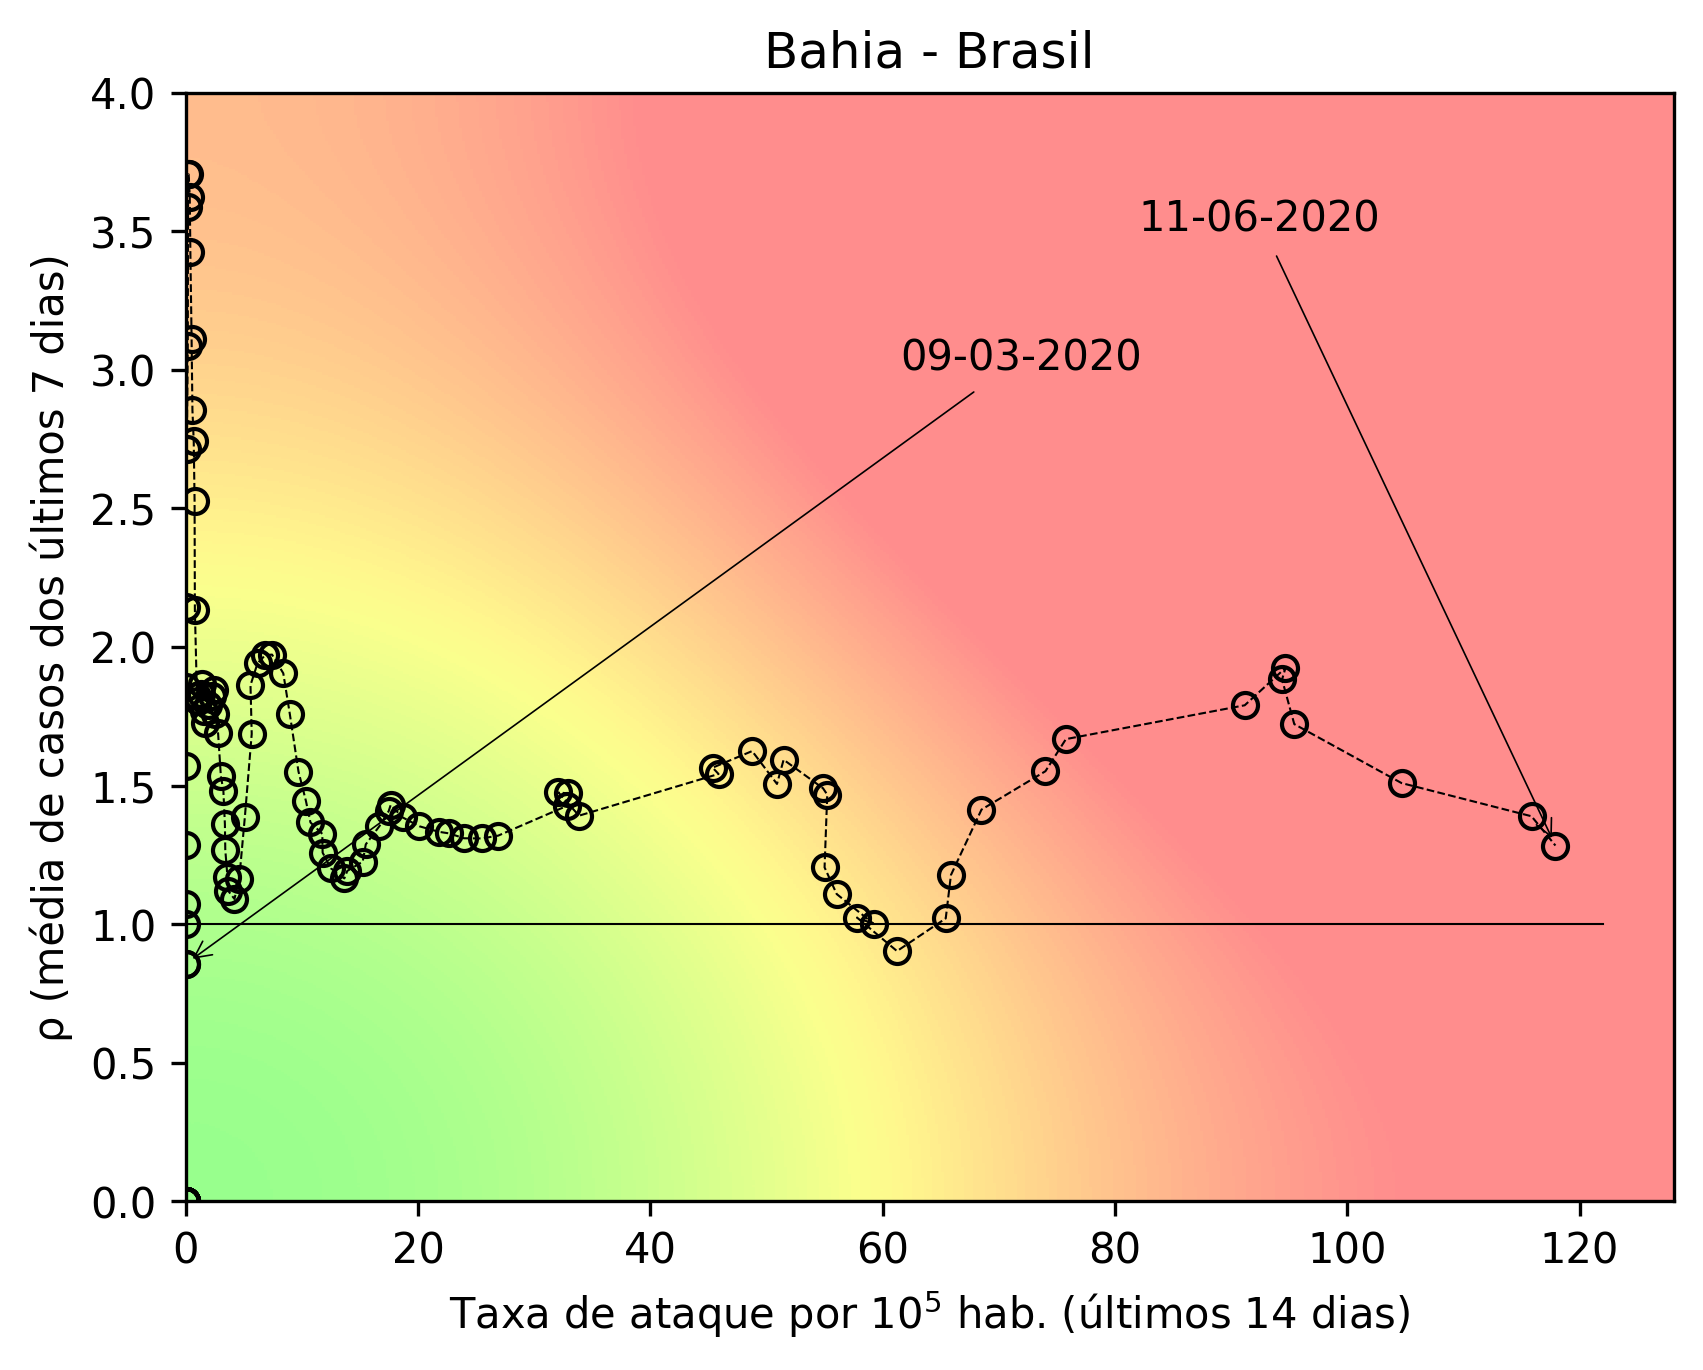 Bahia - Brasil
4.0
3.5
3.0
2.5
2.0
1.5
1.0
0.5
0.0
ρ (média de casos dos últimos 7 dias)
11-06-2020
09-03-2020
0 20 40 60 80 100 120
Taxa de ataque por 10⁵ hab. (últimos 14 dias)